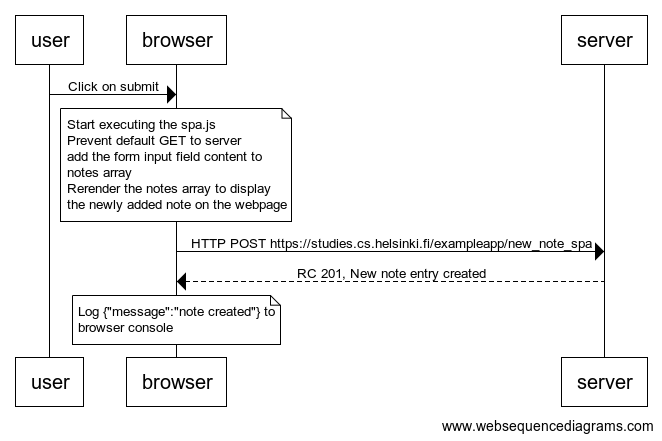 user browser server
Click on submit
Start executing the spa.js
Prevent default GET to server
add the form input field content to
notes array
Rerender the notes array to display
the newly added note on the webpage
HTTP POST https://studies.cs.helsinki.fi/exampleapp/new_note_spa
RC 201, New note entry created
Log {"message":"note created"} to
browser console
user browser server
www.websequencediagrams.com